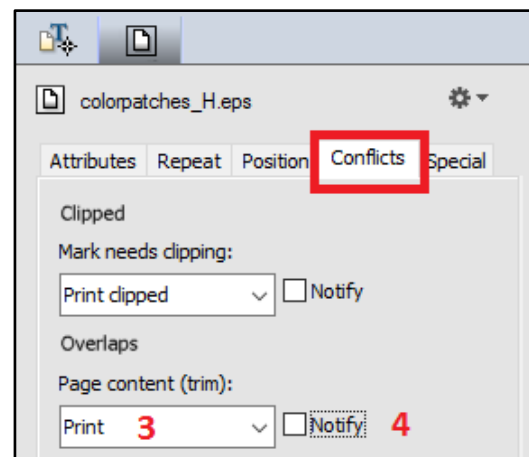 colorpatches_H.eps
Attributes Repeat Position Conflicts Special
Clipped
Mark needs clipping:
Print clipped Notify
Overlaps
Page content (trim):
Print 3 Notify 4